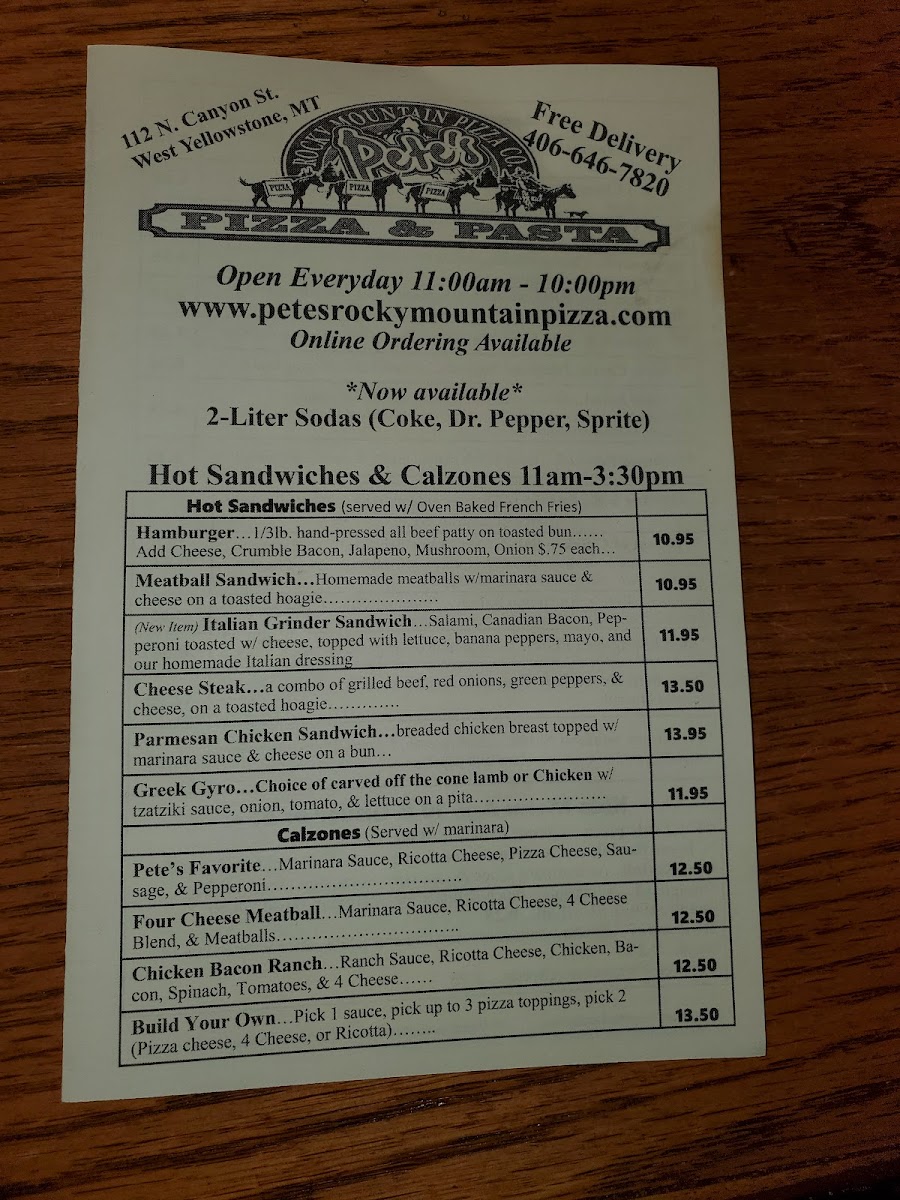 112 N. Canyon St.
West Yellowstone, MT
ROCKY MOUNTAIN PIZZA CO.
Pete's
PIZZA PIZZA PIZZA
PIZZA & PASTA
Free Delivery
406-646-7820
Open Everyday 11:00am - 10:00pm
www.petesrockymountainpizza.com
Online Ordering Available
*Now available*
2-Liter Sodas (Coke, Dr. Pepper, Sprite)
Hot Sandwiches & Calzones 11am-3:30pm
Hot Sandwiches (served w/ Oven Baked French Fries)
Hamburger…1/3lb. hand-pressed all beef patty on toasted bun……
Add Cheese, Crumble Bacon, Jalapeno, Mushroom, Onion $.75 each…
10.95
Meatball Sandwich…Homemade meatballs w/marinara sauce &
cheese on a toasted hoagie…………………
10.95
(New Item) Italian Grinder Sandwich…Salami, Canadian Bacon, Pep-
peroni toasted w/ cheese, topped with lettuce, banana peppers, mayo, and
our homemade Italian dressing
11.95
Cheese Steak…a combo of grilled beef, red onions, green peppers, &
cheese, on a toasted hoagie………….
13.50
Parmesan Chicken Sandwich…breaded chicken breast topped w/
marinara sauce & cheese on a bun…
13.95
Greek Gyro…Choice of carved off the cone lamb or Chicken w/
tzatziki sauce, onion, tomato, & lettuce on a pita……………………
11.95
Calzones (Served w/ marinara)
Pete's Favorite…Marinara Sauce, Ricotta Cheese, Pizza Cheese, Sau-
sage, & Pepperoni……………………………
12.50
Four Cheese Meatball…Marinara Sauce, Ricotta Cheese, 4 Cheese
Blend, & Meatballs………………………….
12.50
Chicken Bacon Ranch…Ranch Sauce, Ricotta Cheese, Chicken, Ba-
con, Spinach, Tomatoes, & 4 Cheese……
12.50
Build Your Own…Pick 1 sauce, pick up to 3 pizza toppings, pick 2
(Pizza cheese, 4 Cheese, or Ricotta)……..
13.50